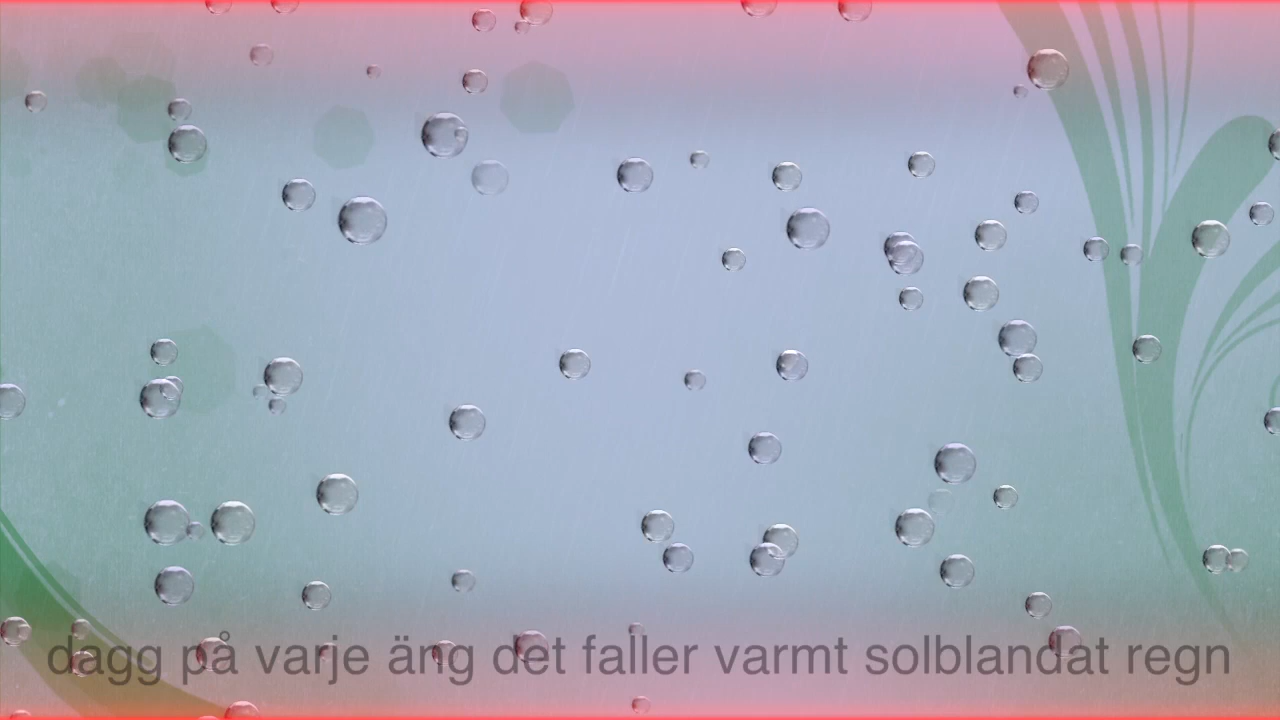 dagg på varje äng det faller varmt solblandat regn